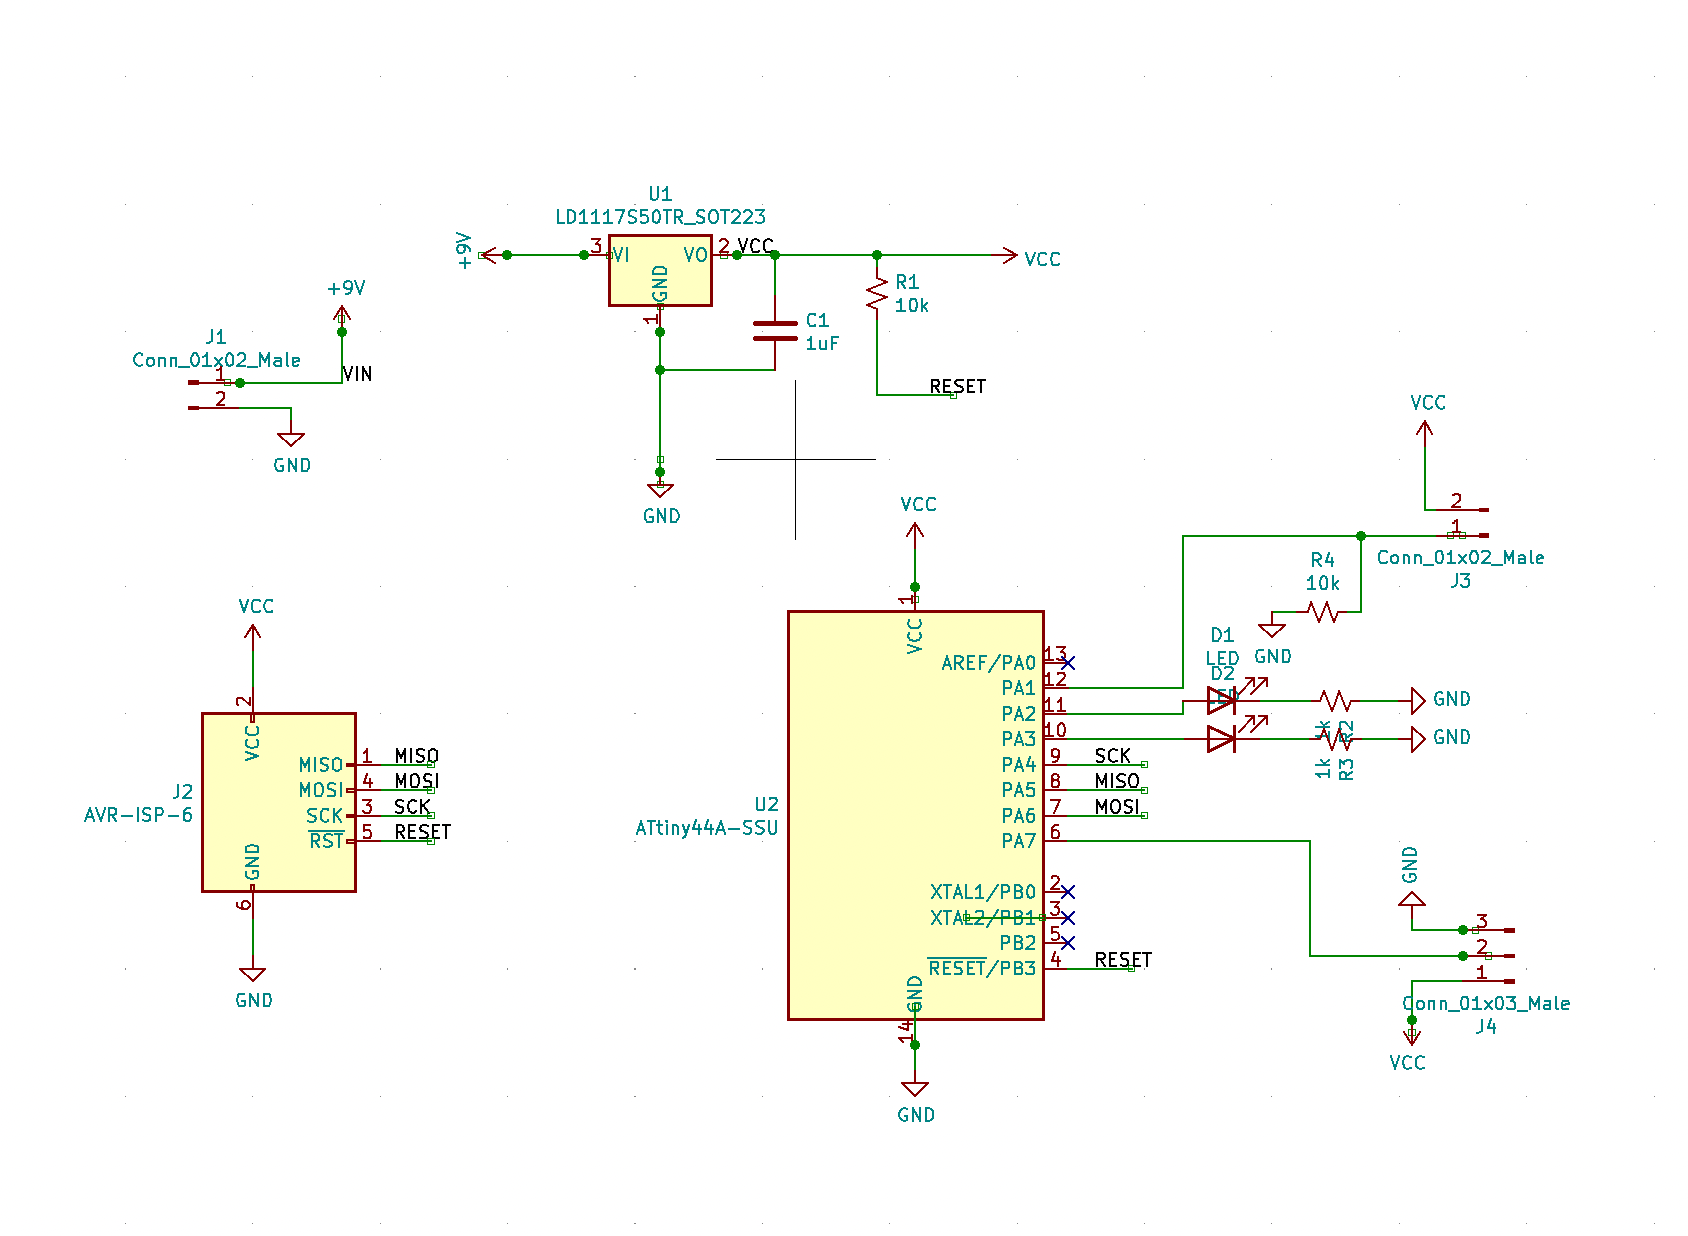 U1
LD1117S50TR_SOT223
+9V
3
VI
VO
2
VCC
GND
1
VCC
R1
10k
C1
1uF
RESET
GND
+9V
J1
Conn_01x02_Male
1
VIN
2
GND
VCC
2
1
Conn_01x02_Male
J3
R4
10k
GND
VCC
1
VCC
AREF/PA0
13
PA1
12
PA2
11
PA3
10
PA4
9
SCK
PA5
8
MISO
PA6
7
MOSI
PA7
6
XTAL1/PB0
2
XTAL2/PB1
3
PB2
5
RESET/PB3
4
RESET
GND
14
GND
U2
ATtiny44A-SSU
D1
LED
D2
LED
1k
R2
GND
1k
R3
GND
VCC
2
VCC
MISO
1
MISO
MOSI
4
MOSI
SCK
3
SCK
RST
5
RESET
GND
6
GND
J2
AVR-ISP-6
GND
3
2
1
Conn_01x03_Male
J4
VCC